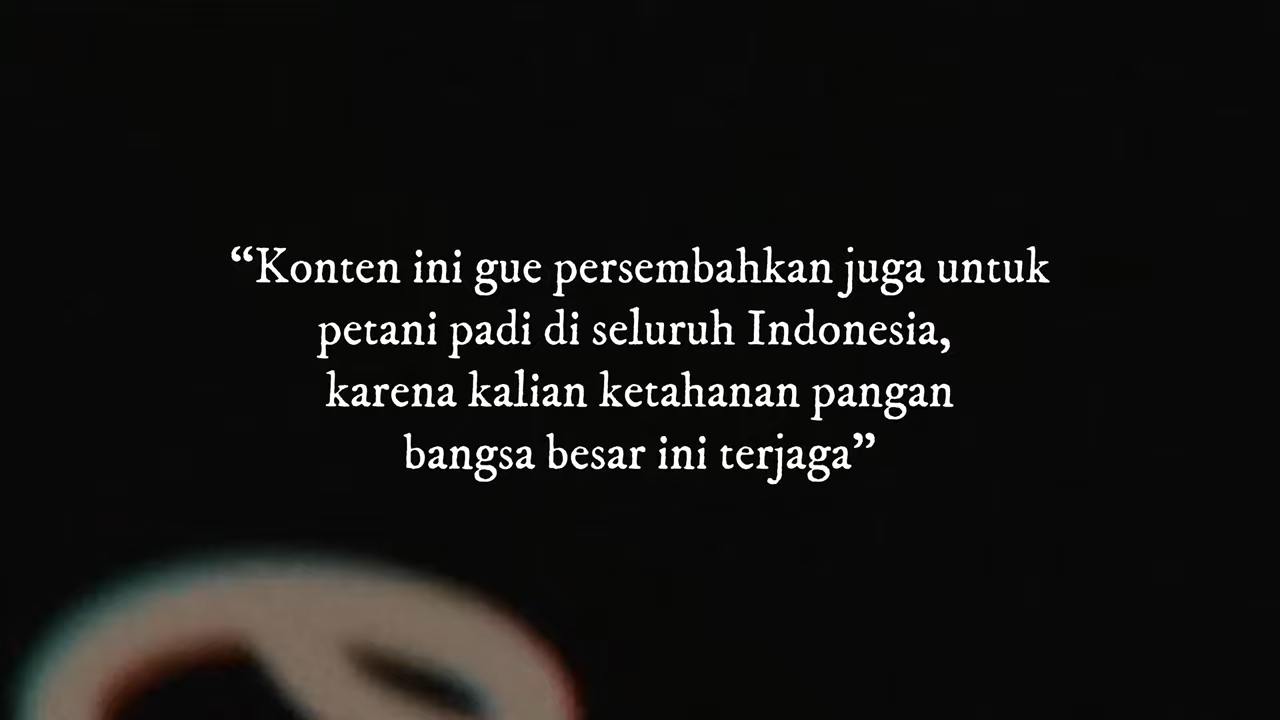 “Konten ini gue persembahkan juga untuk
petani padi di seluruh Indonesia,
karena kalian ketahanan pangan
bangsa besar ini terjaga”